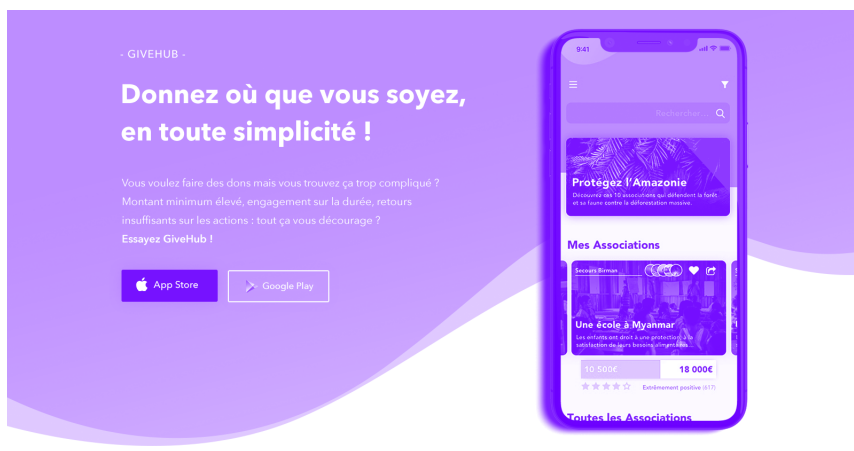 - GIVEHUB -
Donnez où que vous soyez,
en toute simplicité !
Vous voulez faire des dons mais vous trouvez ça trop compliqué ?
Montant minimum élevé, engagement sur la durée, retours
insuffisants sur les actions : tout ça vous décourage ?
Essayez GiveHub !
App Store
Google Play
9:41
Rechercher...
Protégez l'Amazonie
Découvrez ces 10 associations qui défendent la forêt
et sa faune contre la déforestation massive.
Mes Associations
Secours Birman
Une école à Myanmar
Les enfants ont droit à une protection, à la
satisfaction de leurs besoins alimentaires...
10 500€
18 000€
Extrêmement positive (617)
Toutes les Associations